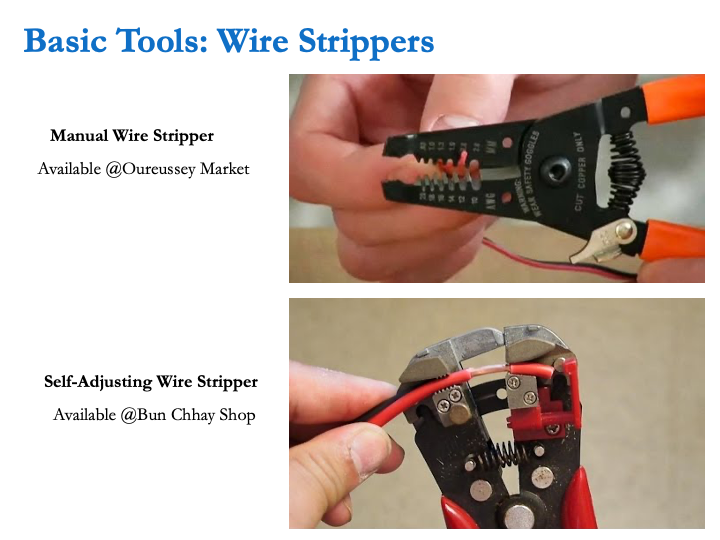 Basic Tools: Wire Strippers
Manual Wire Stripper
Available @Oureussey Market
WARNING:
WEAR SAFETY GOGGLES
CUT COPPER ONLY
AWG
Self-Adjusting Wire Stripper
Available @Bun Chhay Shop